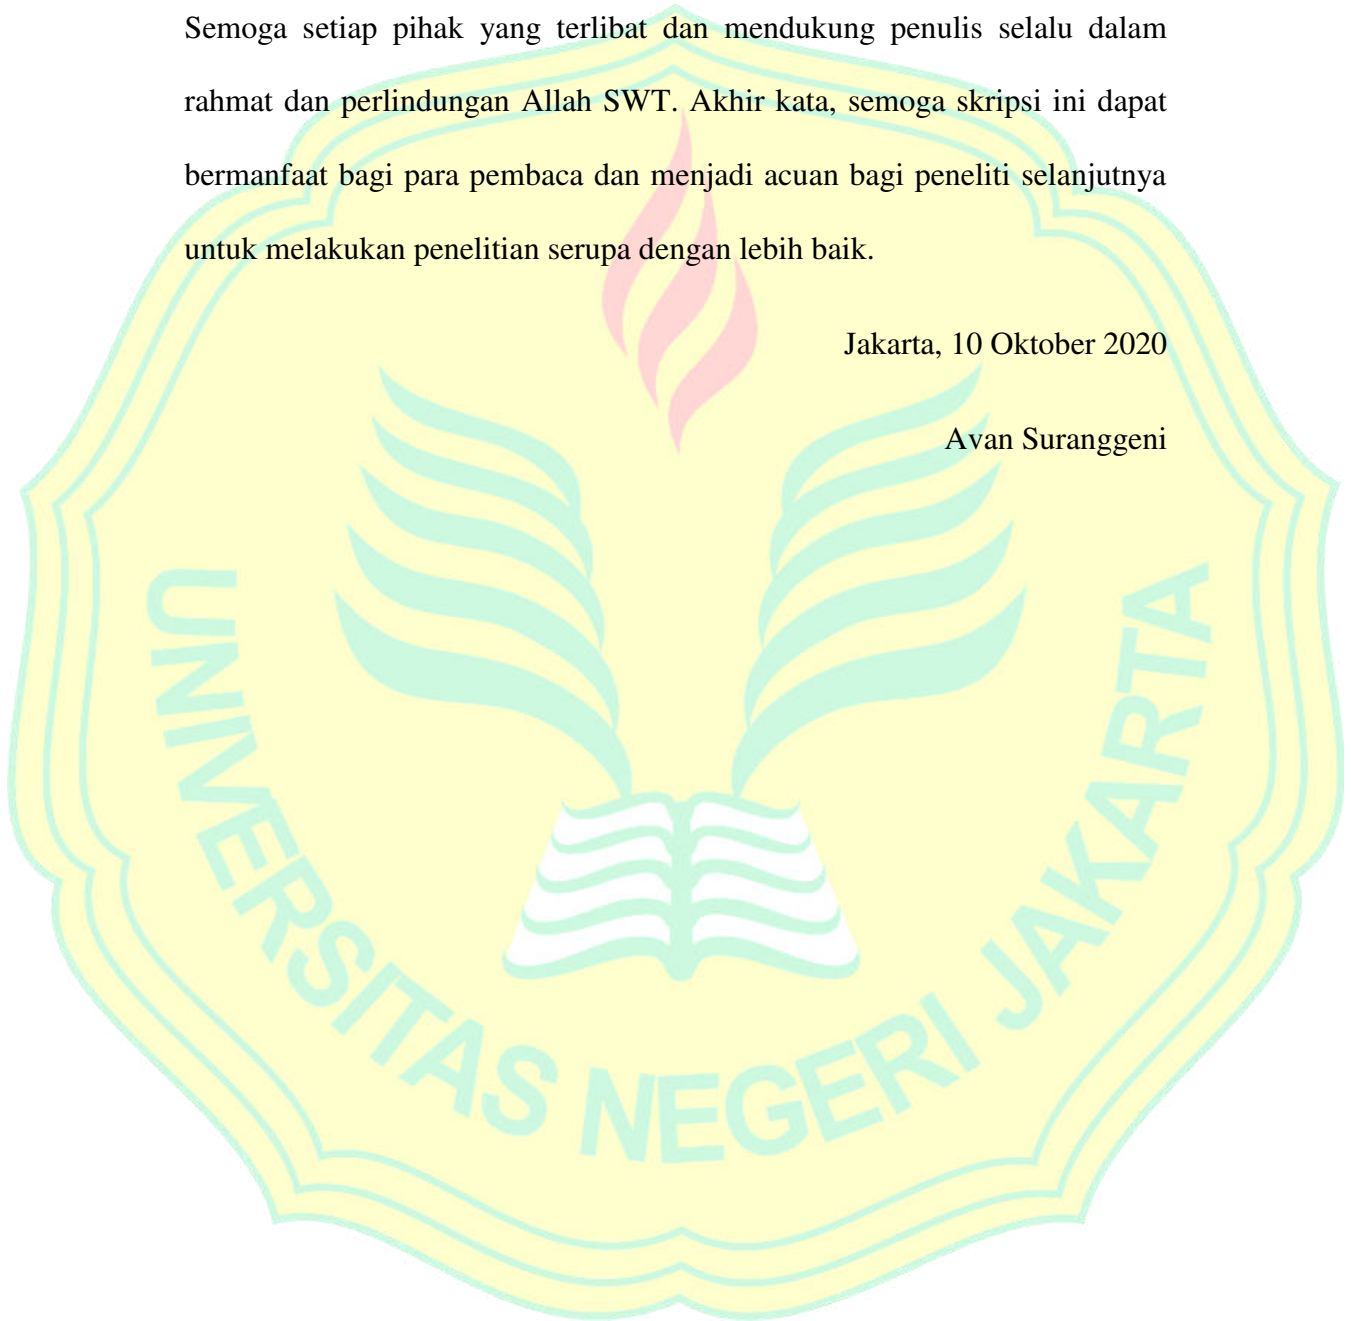 Semoga setiap pihak yang terlibat dan mendukung penulis selalu dalam
rahmat dan perlindungan Allah SWT. Akhir kata, semoga skripsi ini dapat
bermanfaat bagi para pembaca dan menjadi acuan bagi peneliti selanjutnya
untuk melakukan penelitian serupa dengan lebih baik.
Jakarta, 10 Oktober 2020
Avan Suranggeni
UNIVERSITAS NEGERI JAKARTA